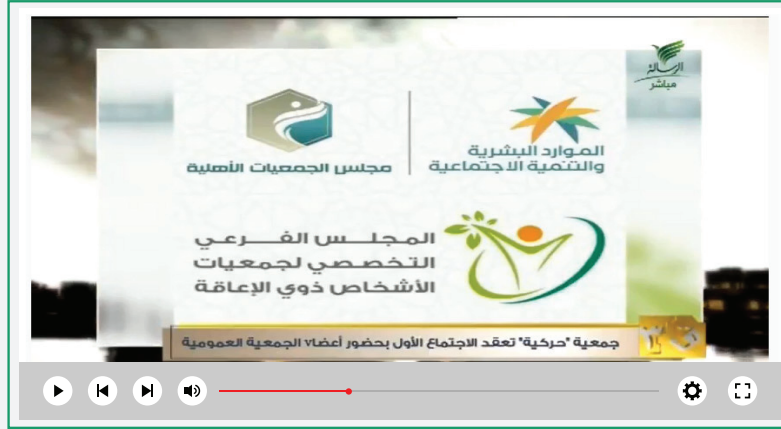 الرسالة
مباشر
الموارد البشرية
والتنمية الاجتماعية
مجلس الجمعيات الأهلية
المجلس الفرعي
التخصصي لجمعيات
الأشخاص ذوي الإعاقة
جمعية "حركية" تعقد الاجتماع الأول بحضور أعضا٧ الجمعية العمومية